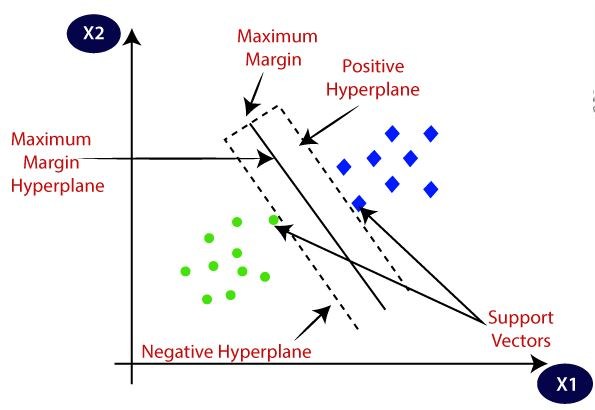 X2
Maximum
Margin
Positive
Hyperplane
Maximum
Margin
Hyperplane
Support
Vectors
Negative Hyperplane
X1